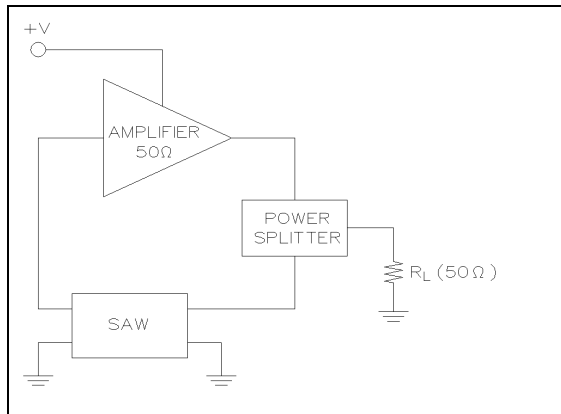 +V
AMPLIFIER
50Ω
POWER
SPLITTER
R_L (50Ω)
SAW